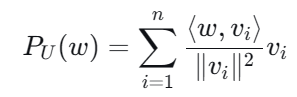 $P_U(w) = \sum_{i=1}^{n} \frac{\langle w, v_i \rangle}{\|v_i\|^2} v_i$